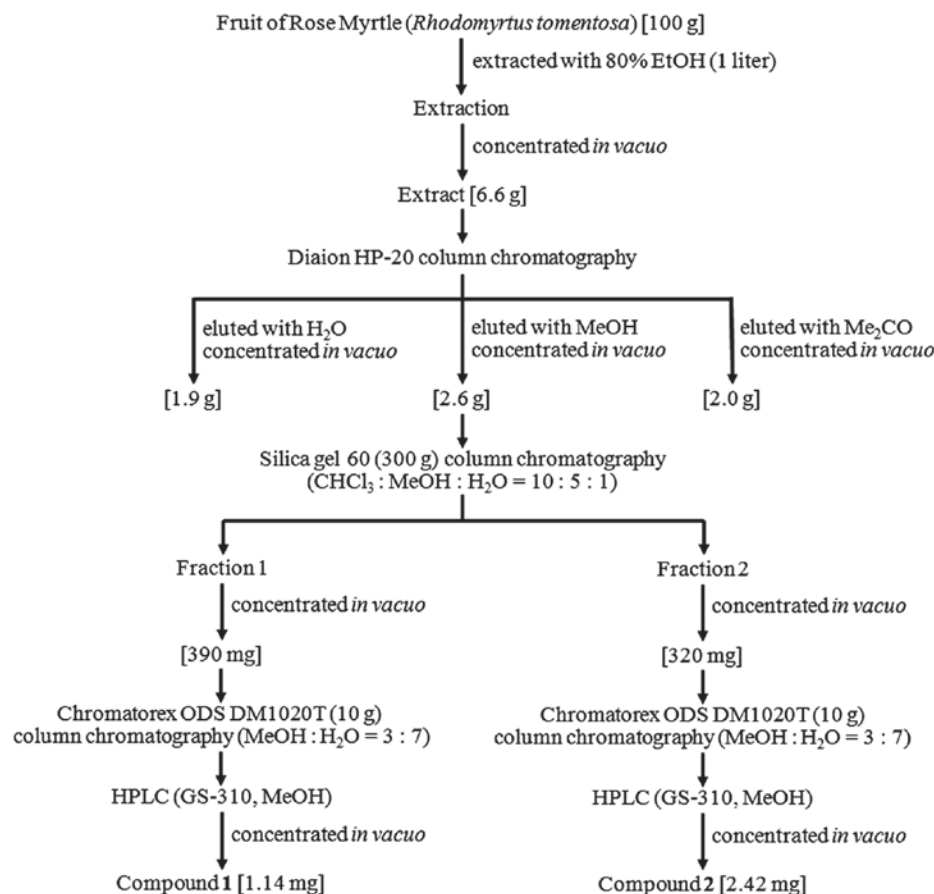 Fruit of Rose Myrtle (Rhodomyrtus tomentosa) [100 g]
extracted with 80% EtOH (1 liter)
Extraction
concentrated in vacuo
Extract [6.6 g]
Diaion HP-20 column chromatography
eluted with H₂O
concentrated in vacuo
eluted with MeOH
concentrated in vacuo
eluted with Me₂CO
concentrated in vacuo
[1.9 g]
[2.6 g]
[2.0 g]
Silica gel 60 (300 g) column chromatography
(CHCl₃ : MeOH : H₂O = 10 : 5 : 1)
Fraction 1
concentrated in vacuo
[390 mg]
Chromatorex ODS DM1020T (10 g)
column chromatography (MeOH : H₂O = 3 : 7)
HPLC (GS-310, MeOH)
concentrated in vacuo
Compound 1 [1.14 mg]
Fraction 2
concentrated in vacuo
[320 mg]
Chromatorex ODS DM1020T (10 g)
column chromatography (MeOH : H₂O = 3 : 7)
HPLC (GS-310, MeOH)
concentrated in vacuo
Compound 2 [2.42 mg]